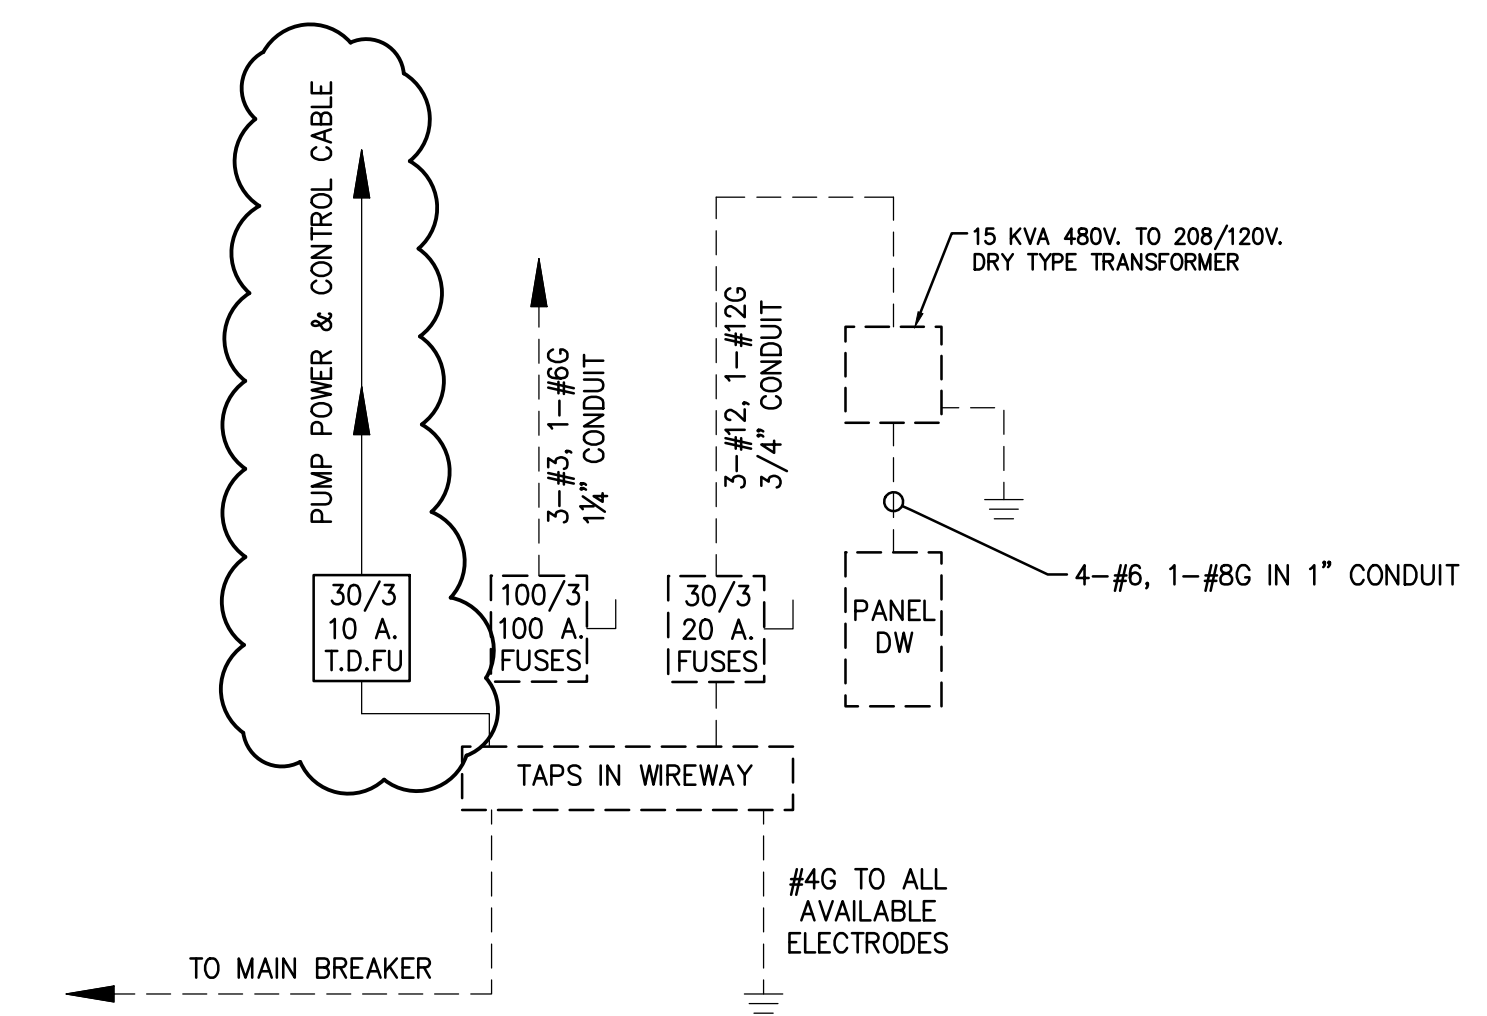 PUMP POWER & CONTROL CABLE
15 KVA 480V. TO 208/120V.
DRY TYPE TRANSFORMER
3-#3, 1-#6G
1¼" CONDUIT
3-#12, 1-#12G
3/4" CONDUIT
30/3
10 A.
T.D.FU
100/3
100 A.
FUSES
30/3
20 A.
FUSES
PANEL
DW
4-#6, 1-#8G IN 1" CONDUIT
TAPS IN WIREWAY
#4G TO ALL
AVAILABLE
ELECTRODES
TO MAIN BREAKER